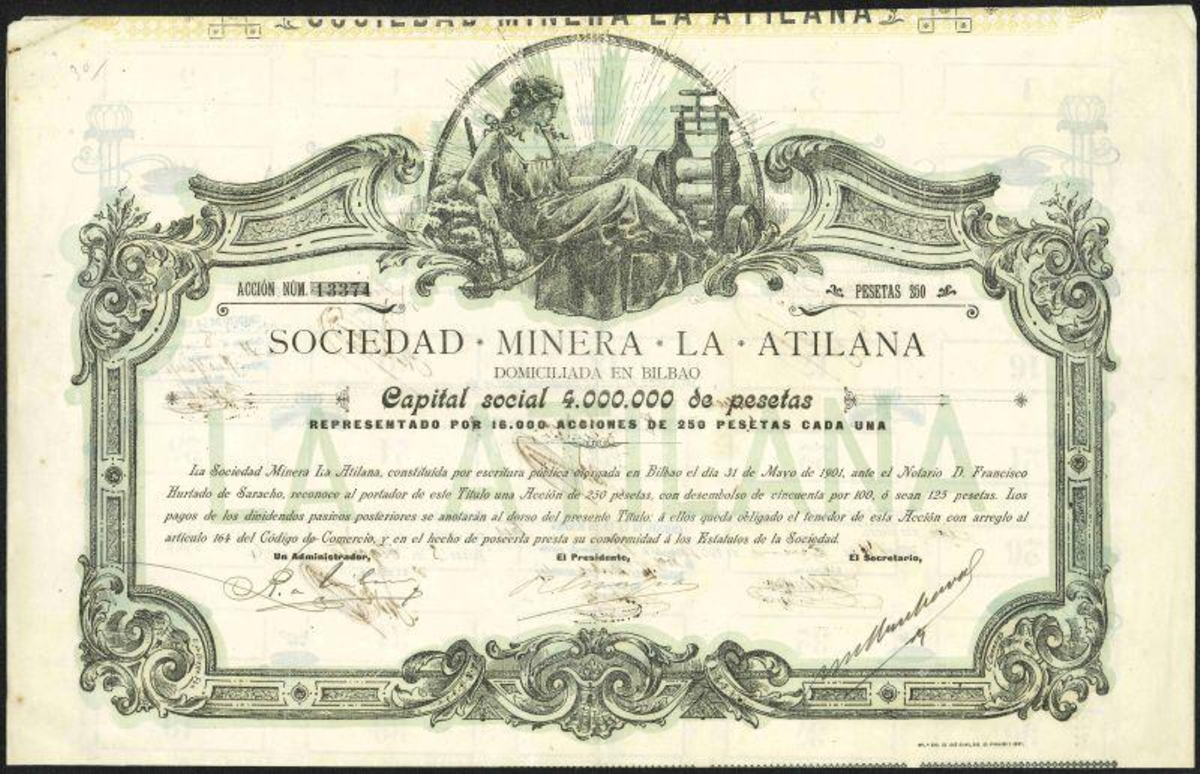 SOCIEDAD MINERA LA ATILANA
ACCIÓN NÚM. 13374
PESETAS 250
SOCIEDAD · MINERA · LA · ATILANA
DOMICILIADA EN BILBAO
Capital social 4.000.000 de pesetas
REPRESENTADO POR 16.000 ACCIONES DE 250 PESETAS CADA UNA
LA ATILANA
La Sociedad Minera La Atilana, constituída por escritura pública otorgada en Bilbao el día 31 de Mayo de 1901, ante el Notario D. Francisco
Hurtado de Saracho, reconoce al portador de este Título una Acción de 250 pesetas, con desembolso de cincuenta por 100, ó sean 125 pesetas. Los
pagos de los dividendos pasivos posteriores se anotarán al dorso del presente Título: á ellos queda obligado el tenedor de esta Acción con arreglo al
artículo 164 del Código de Comercio, y en el hecho de poseerla presta su conformidad á los Estatutos de la Sociedad.
Un Administrador, El Presidente, El Secretario,